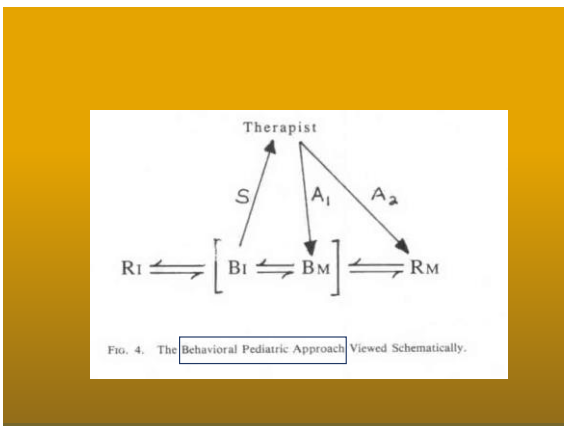 Therapist
S A₁ A₂
RI ⇌ [ BI ⇌ BM ] ⇌ RM
FIG. 4. The Behavioral Pediatric Approach Viewed Schematically.